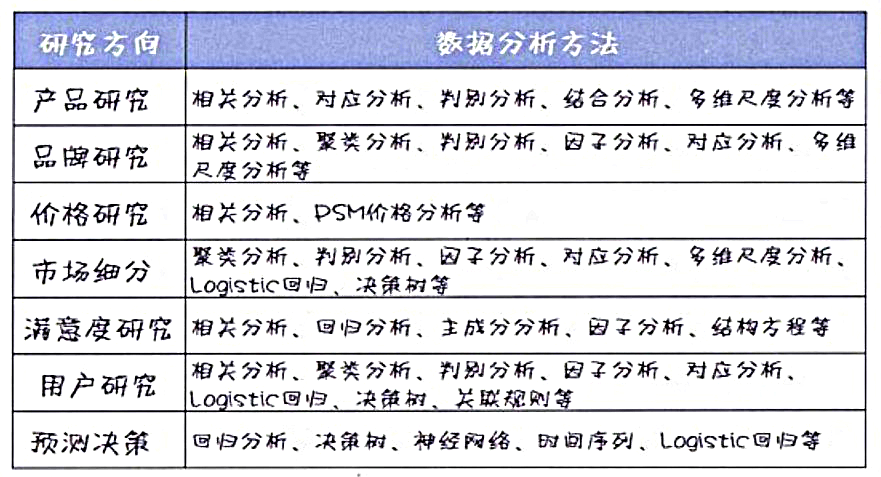 研究方向 数据分析方法
产品研究 相关分析、对应分析、判别分析、结合分析、多维尺度分析等
品牌研究 相关分析、聚类分析、判别分析、因子分析、对应分析、多维
尺度分析等
价格研究 相关分析、PSM价格分析等
市场细分 聚类分析、判别分析、因子分析、对应分析、多维尺度分析、
Logistic回归、决策树等
满意度研究 相关分析、回归分析、主成分分析、因子分析、结构方程等
用户研究 相关分析、聚类分析、判别分析、因子分析、对应分析、
Logistic回归、决策树、关联规则等
预测决策 回归分析、决策树、神经网络、时间序列、Logistic回归等